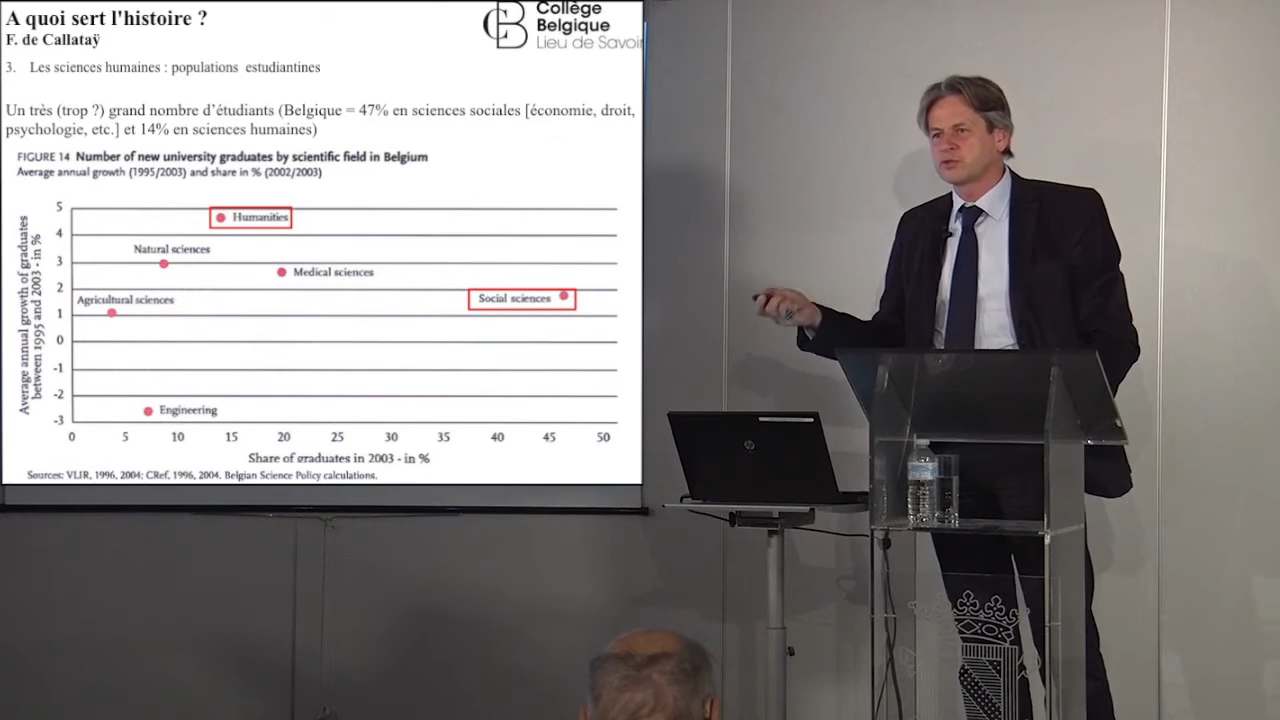 A quoi sert l'histoire ?
F. de Callataÿ
Collège
Belgique
Lieu de Savoir
3. Les sciences humaines : populations estudiantines
Un très (trop ?) grand nombre d'étudiants (Belgique = 47% en sciences sociales [économie, droit,
psychologie, etc.] et 14% en sciences humaines)
FIGURE 14 Number of new university graduates by scientific field in Belgium
Average annual growth (1995/2003) and share in % (2002/2003)
Average annual growth of graduates
between 1995 and 2003 - in %
5
4
3
2
1
0
-1
-2
-3
Humanities
Natural sciences
Medical sciences
Agricultural sciences
Social sciences
Engineering
0 5 10 15 20 25 30 35 40 45 50
Share of graduates in 2003 - in %
Sources: VLIR, 1996, 2004; CRef, 1996, 2004. Belgian Science Policy calculations.
hp